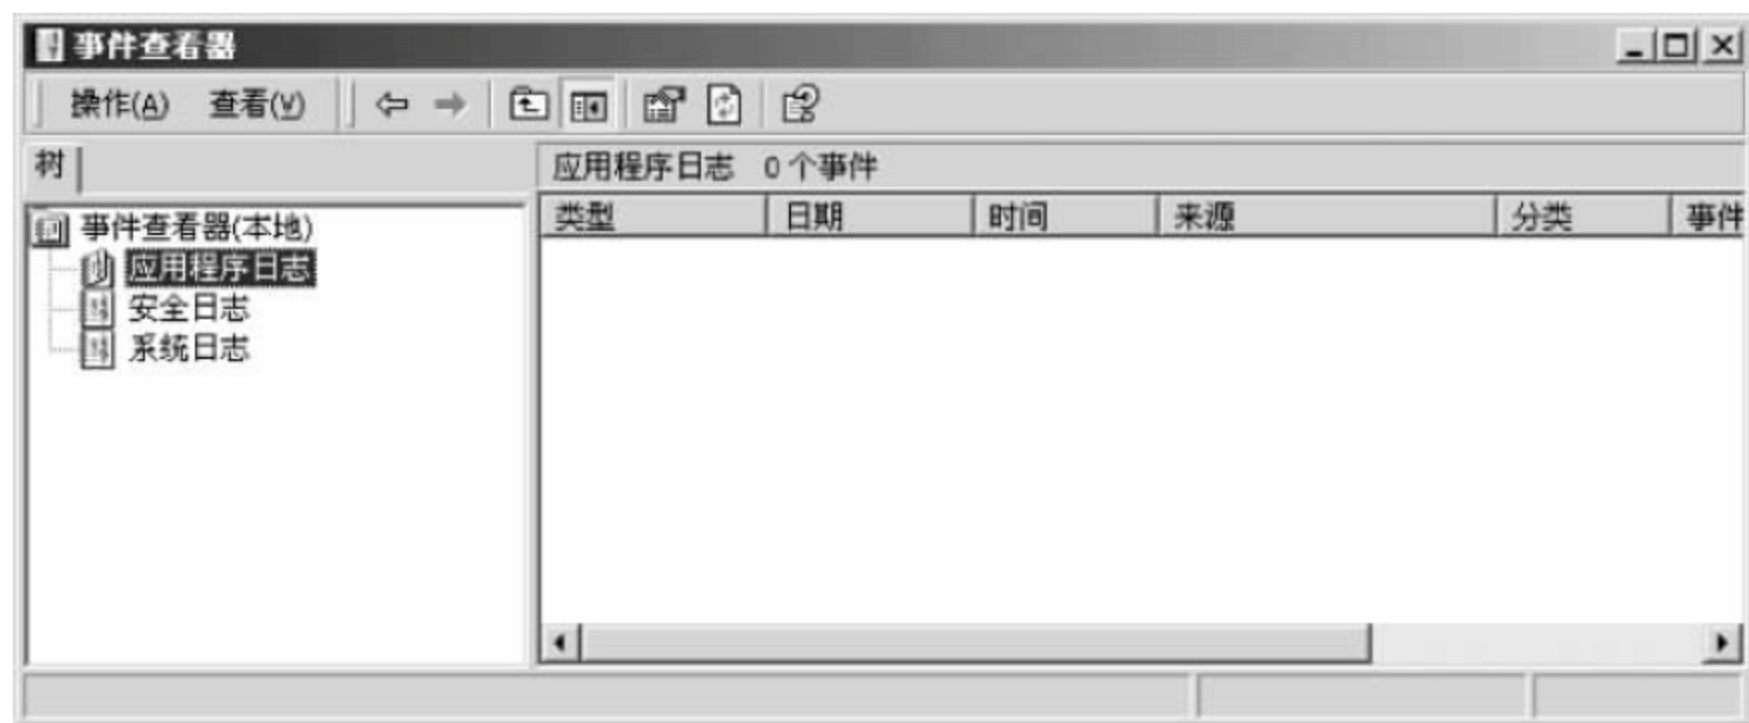 事件查看器
操作(A) 查看(V)
树
应用程序日志 0 个事件
类型 日期 时间 来源 分类 事件
事件查看器(本地)
应用程序日志
安全日志
系统日志